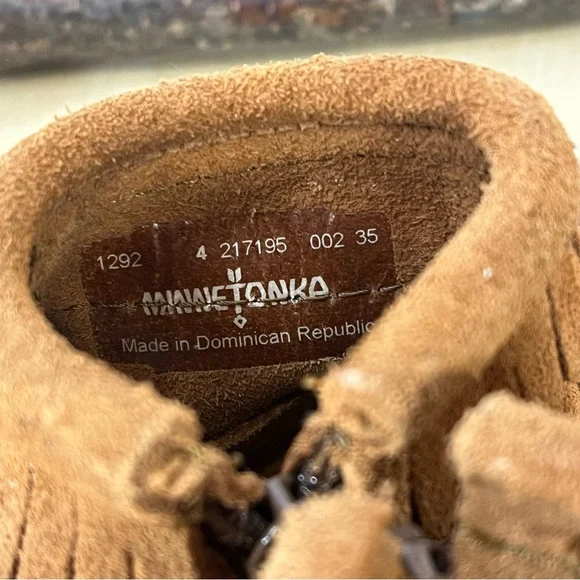 1292 4 217195 002 35
MINNETONKA
Made in Dominican Republic